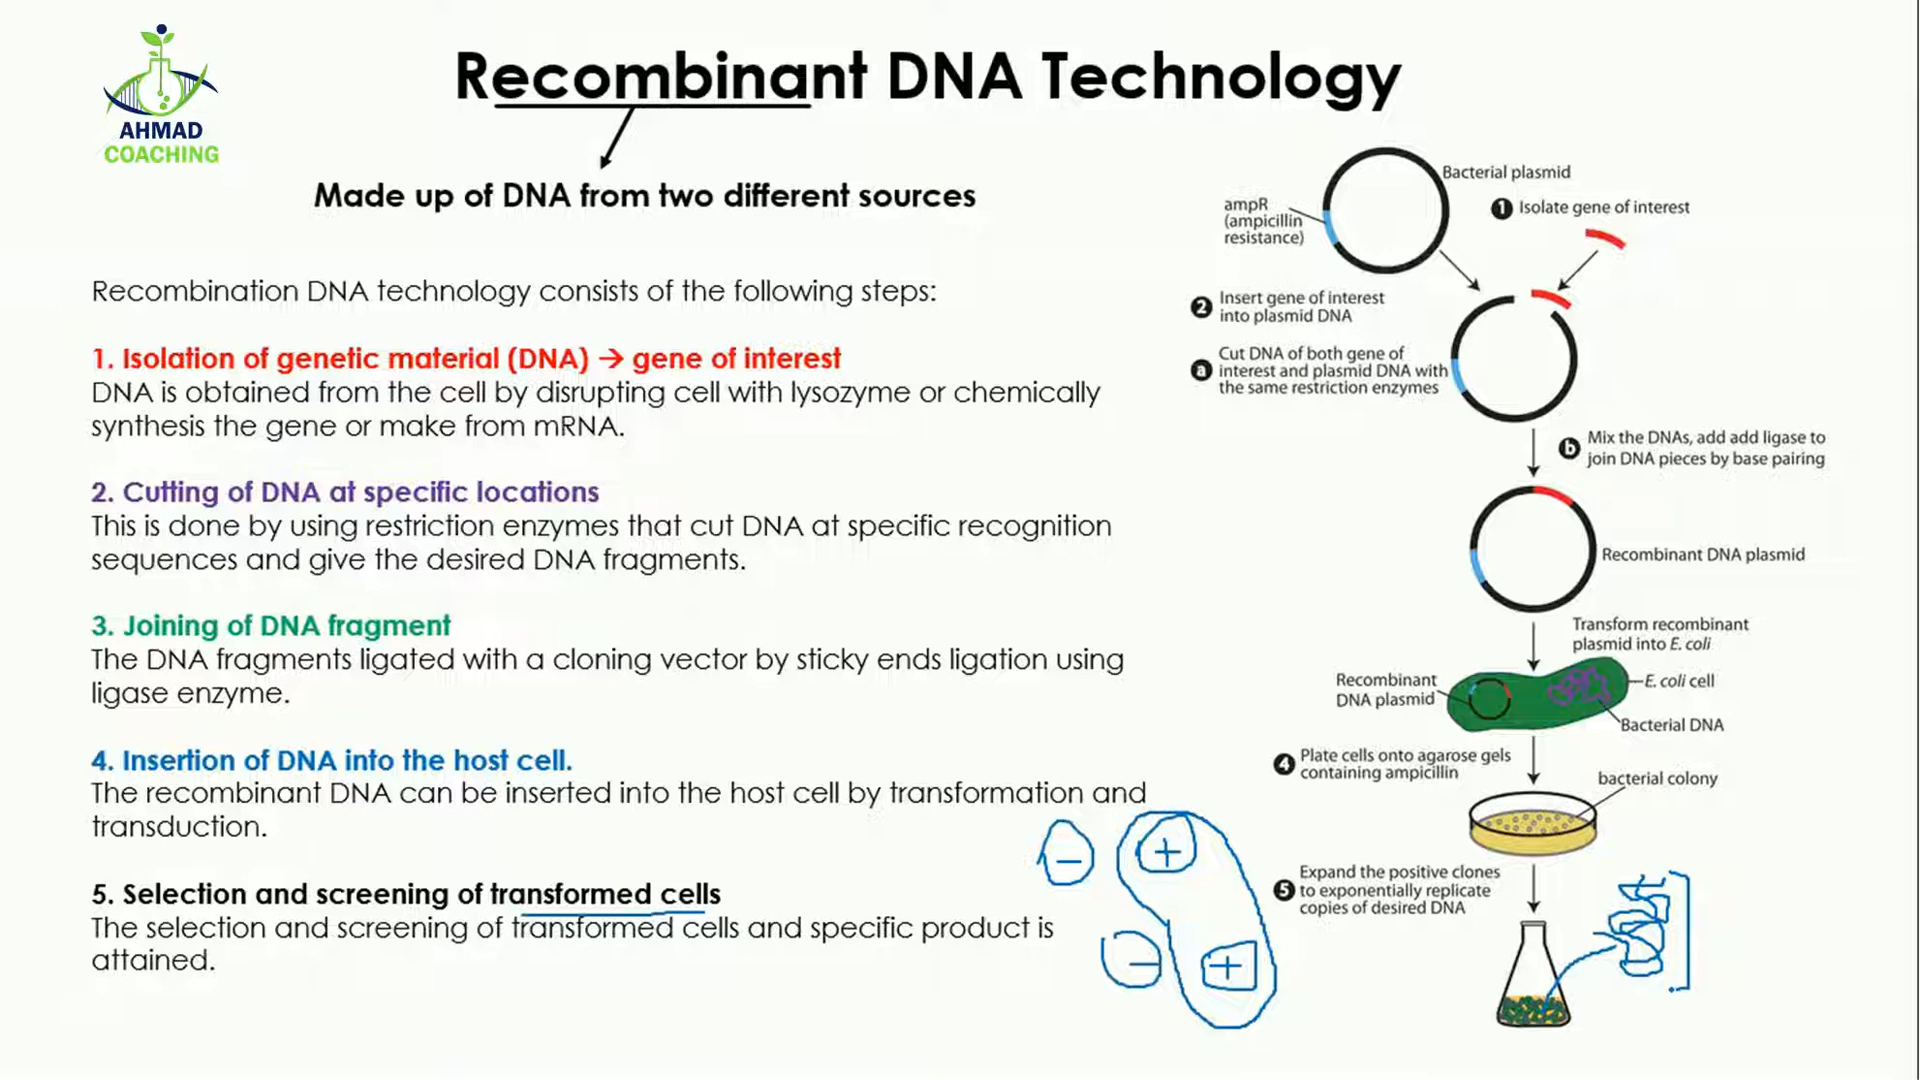 AHMAD
COACHING
Recombinant DNA Technology
Made up of DNA from two different sources
Recombination DNA technology consists of the following steps:
1. Isolation of genetic material (DNA) → gene of interest
DNA is obtained from the cell by disrupting cell with lysozyme or chemically
synthesis the gene or make from mRNA.
2. Cutting of DNA at specific locations
This is done by using restriction enzymes that cut DNA at specific recognition
sequences and give the desired DNA fragments.
3. Joining of DNA fragment
The DNA fragments ligated with a cloning vector by sticky ends ligation using
ligase enzyme.
4. Insertion of DNA into the host cell.
The recombinant DNA can be inserted into the host cell by transformation and
transduction.
5. Selection and screening of transformed cells
The selection and screening of transformed cells and specific product is
attained.
− +
− +
Bacterial plasmid
ampR
(ampicillin
resistance)
1 Isolate gene of interest
2 Insert gene of interest
into plasmid DNA
a Cut DNA of both gene of
interest and plasmid DNA with
the same restriction enzymes
b Mix the DNAs, add add ligase to
join DNA pieces by base pairing
Recombinant DNA plasmid
Transform recombinant
plasmid into E. coli
Recombinant
DNA plasmid
E. coli cell
Bacterial DNA
4 Plate cells onto agarose gels
containing ampicillin
bacterial colony
5 Expand the positive clones
to exponentially replicate
copies of desired DNA